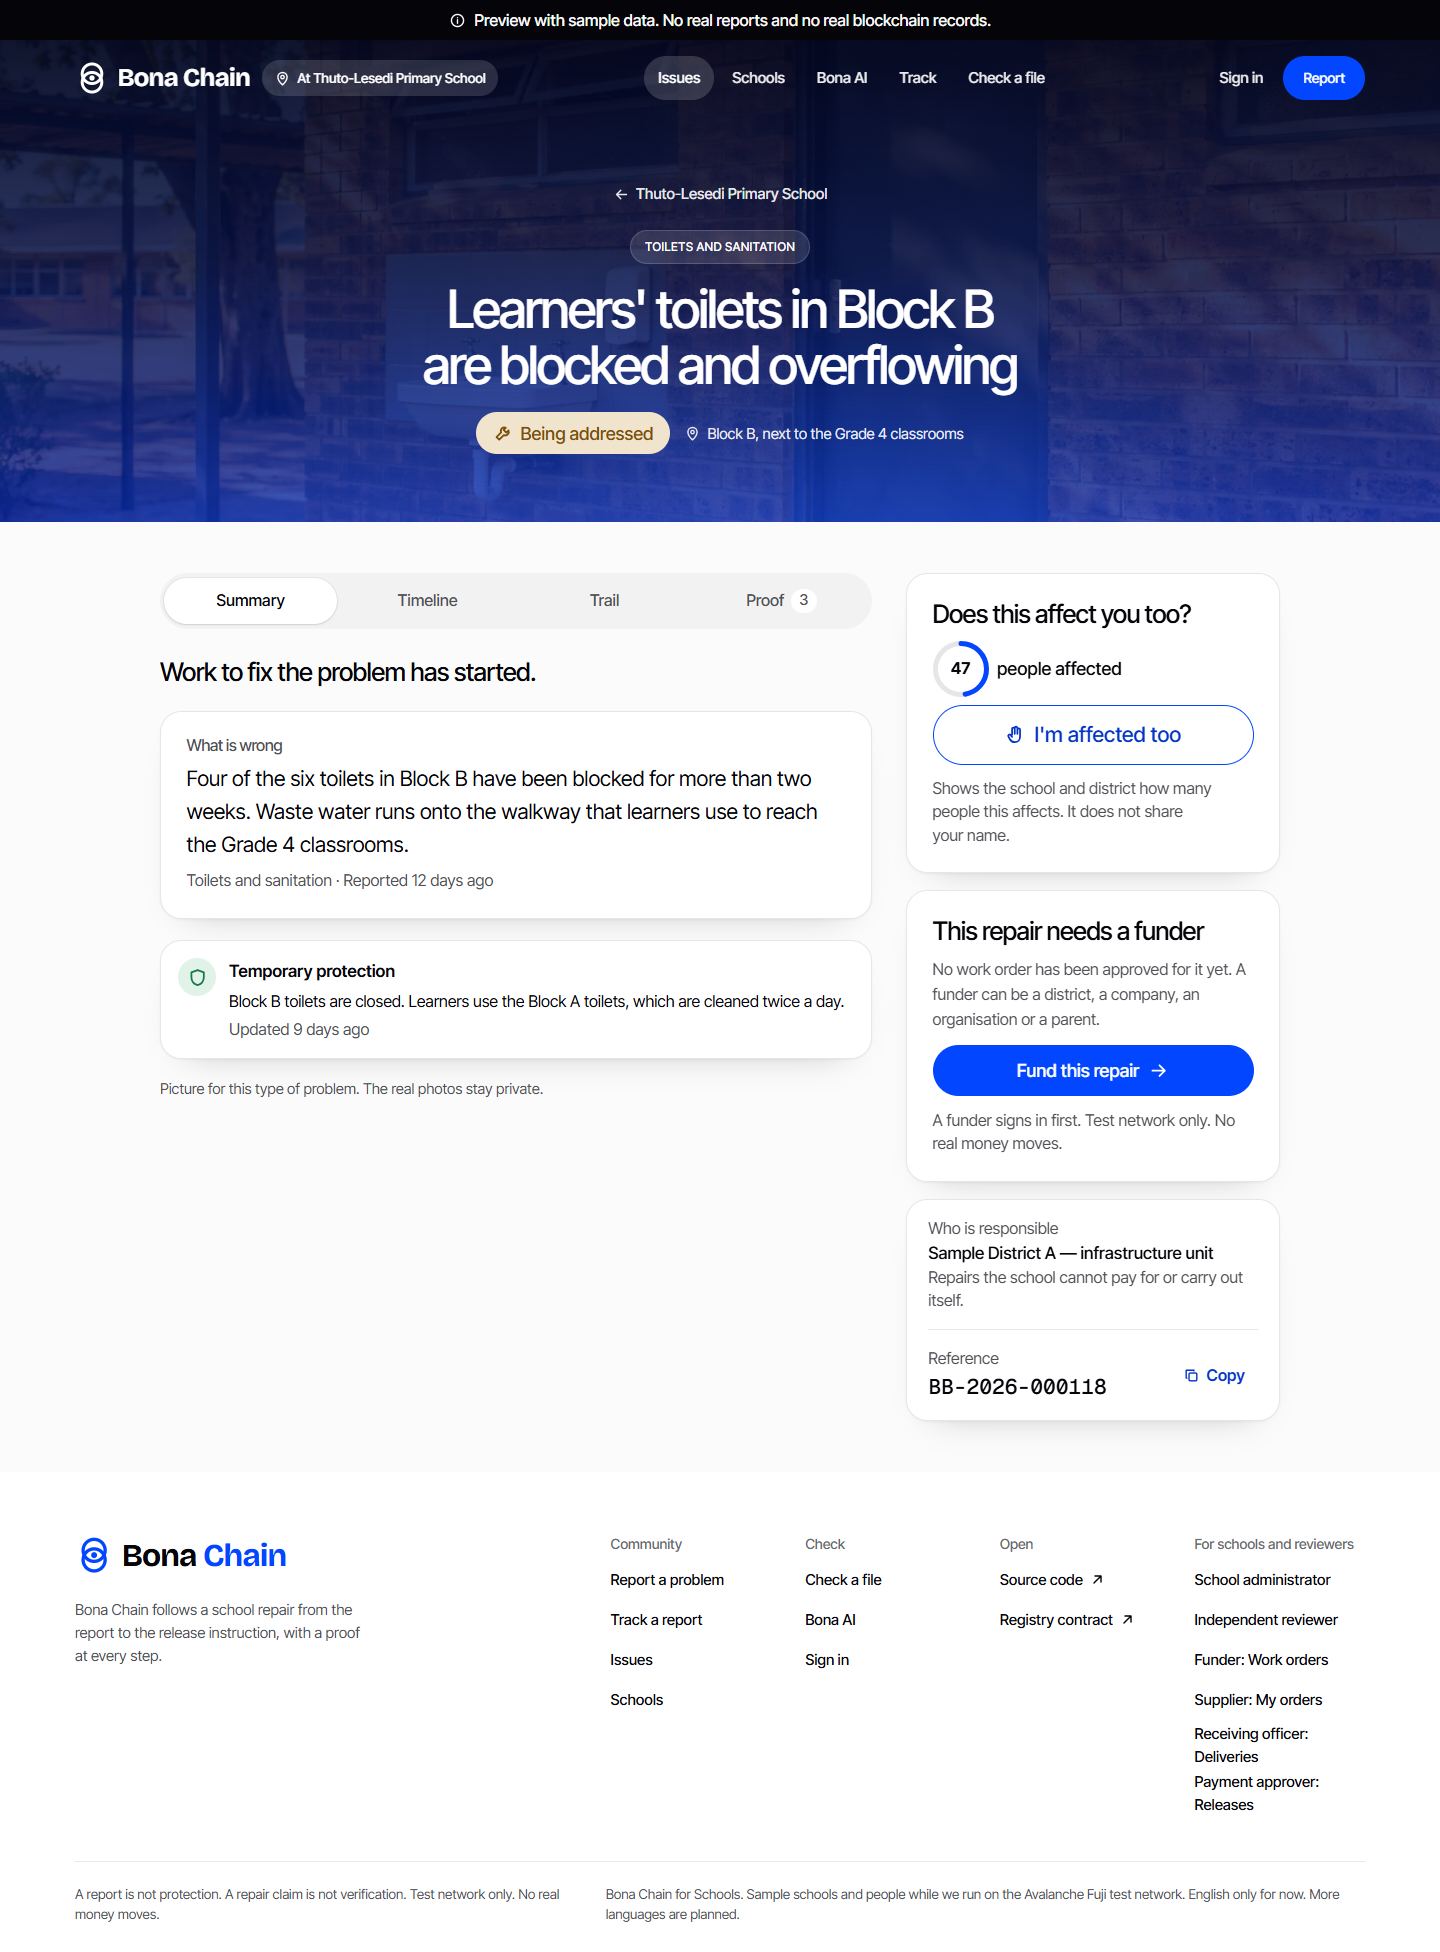 Preview with sample data. No real reports and no real blockchain records.
Bona Chain
At Thuto-Lesedi Primary School
Issues
Schools
Bona AI
Track
Check a file
Sign in
Report
Thuto-Lesedi Primary School
TOILETS AND SANITATION
Learners' toilets in Block B
are blocked and overflowing
Being addressed
Block B, next to the Grade 4 classrooms
Summary
Timeline
Trail
Proof 3
Work to fix the problem has started.
What is wrong
Four of the six toilets in Block B have been blocked for more than two
weeks. Waste water runs onto the walkway that learners use to reach
the Grade 4 classrooms.
Toilets and sanitation · Reported 12 days ago
Temporary protection
Block B toilets are closed. Learners use the Block A toilets, which are cleaned twice a day.
Updated 9 days ago
Picture for this type of problem. The real photos stay private.
Does this affect you too?
47
people affected
I'm affected too
Shows the school and district how many
people this affects. It does not share
your name.
This repair needs a funder
No work order has been approved for it yet. A
funder can be a district, a company, an
organisation or a parent.
Fund this repair
A funder signs in first. Test network only. No
real money moves.
Who is responsible
Sample District A — infrastructure unit
Repairs the school cannot pay for or carry out
itself.
Reference
BB-2026-000118
Copy
Bona Chain
Bona Chain follows a school repair from the
report to the release instruction, with a proof
at every step.
Community
Report a problem
Track a report
Issues
Schools
Check
Check a file
Bona AI
Sign in
Open
Source code
Registry contract
For schools and reviewers
School administrator
Independent reviewer
Funder: Work orders
Supplier: My orders
Receiving officer:
Deliveries
Payment approver:
Releases
A report is not protection. A repair claim is not verification. Test network only. No real
money moves.
Bona Chain for Schools. Sample schools and people while we run on the Avalanche Fuji test network. English only for now. More
languages are planned.